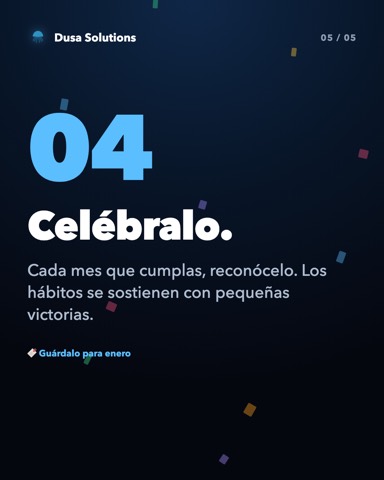 Dusa Solutions
05 / 05
04
Celébralo.
Cada mes que cumplas, reconócelo. Los
hábitos se sostienen con pequeñas
victorias.
Guárdalo para enero